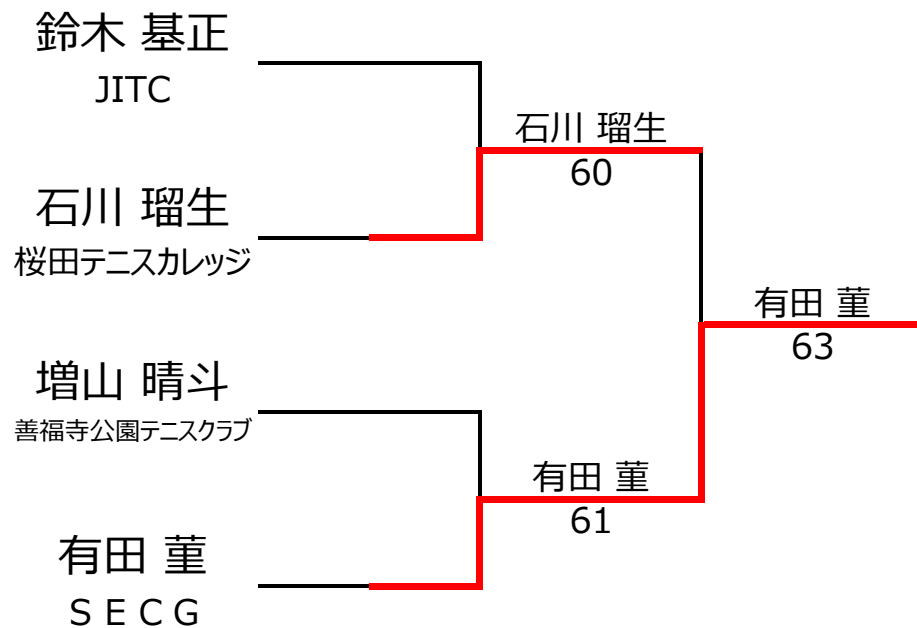 鈴木 基正
JITC
石川 瑠生
60
石川 瑠生
桜田テニスカレッジ
有田 菫
63
増山 晴斗
善福寺公園テニスクラブ
有田 菫
61
有田 菫
S E C G